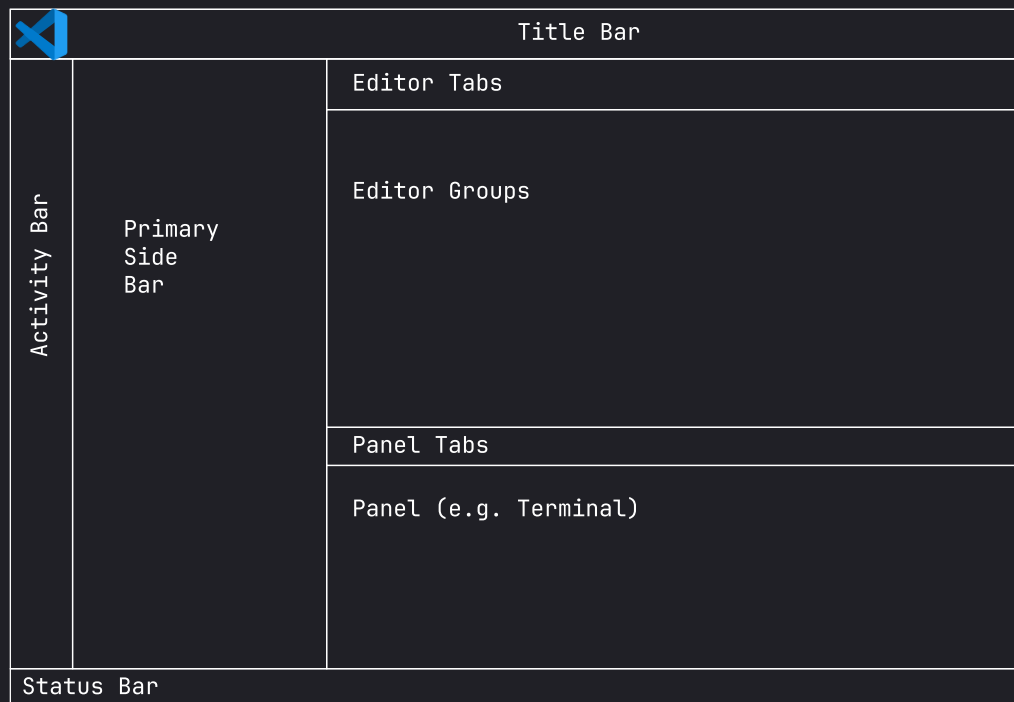 Title Bar
Editor Tabs
Editor Groups
Activity Bar
Primary
Side
Bar
Panel Tabs
Panel (e.g. Terminal)
Status Bar